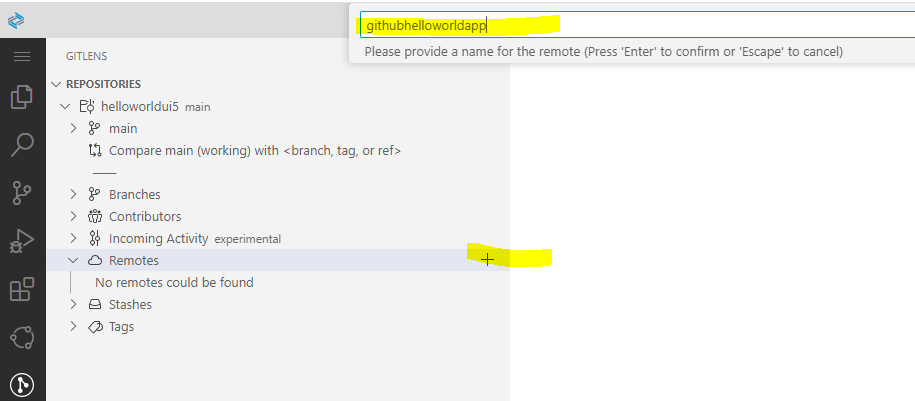 githubhelloworldapp
Please provide a name for the remote (Press 'Enter' to confirm or 'Escape' to cancel)
GITLENS
REPOSITORIES
helloworldui5 main
main
Compare main (working) with <branch, tag, or ref>
Branches
Contributors
Incoming Activity experimental
Remotes
No remotes could be found
Stashes
Tags